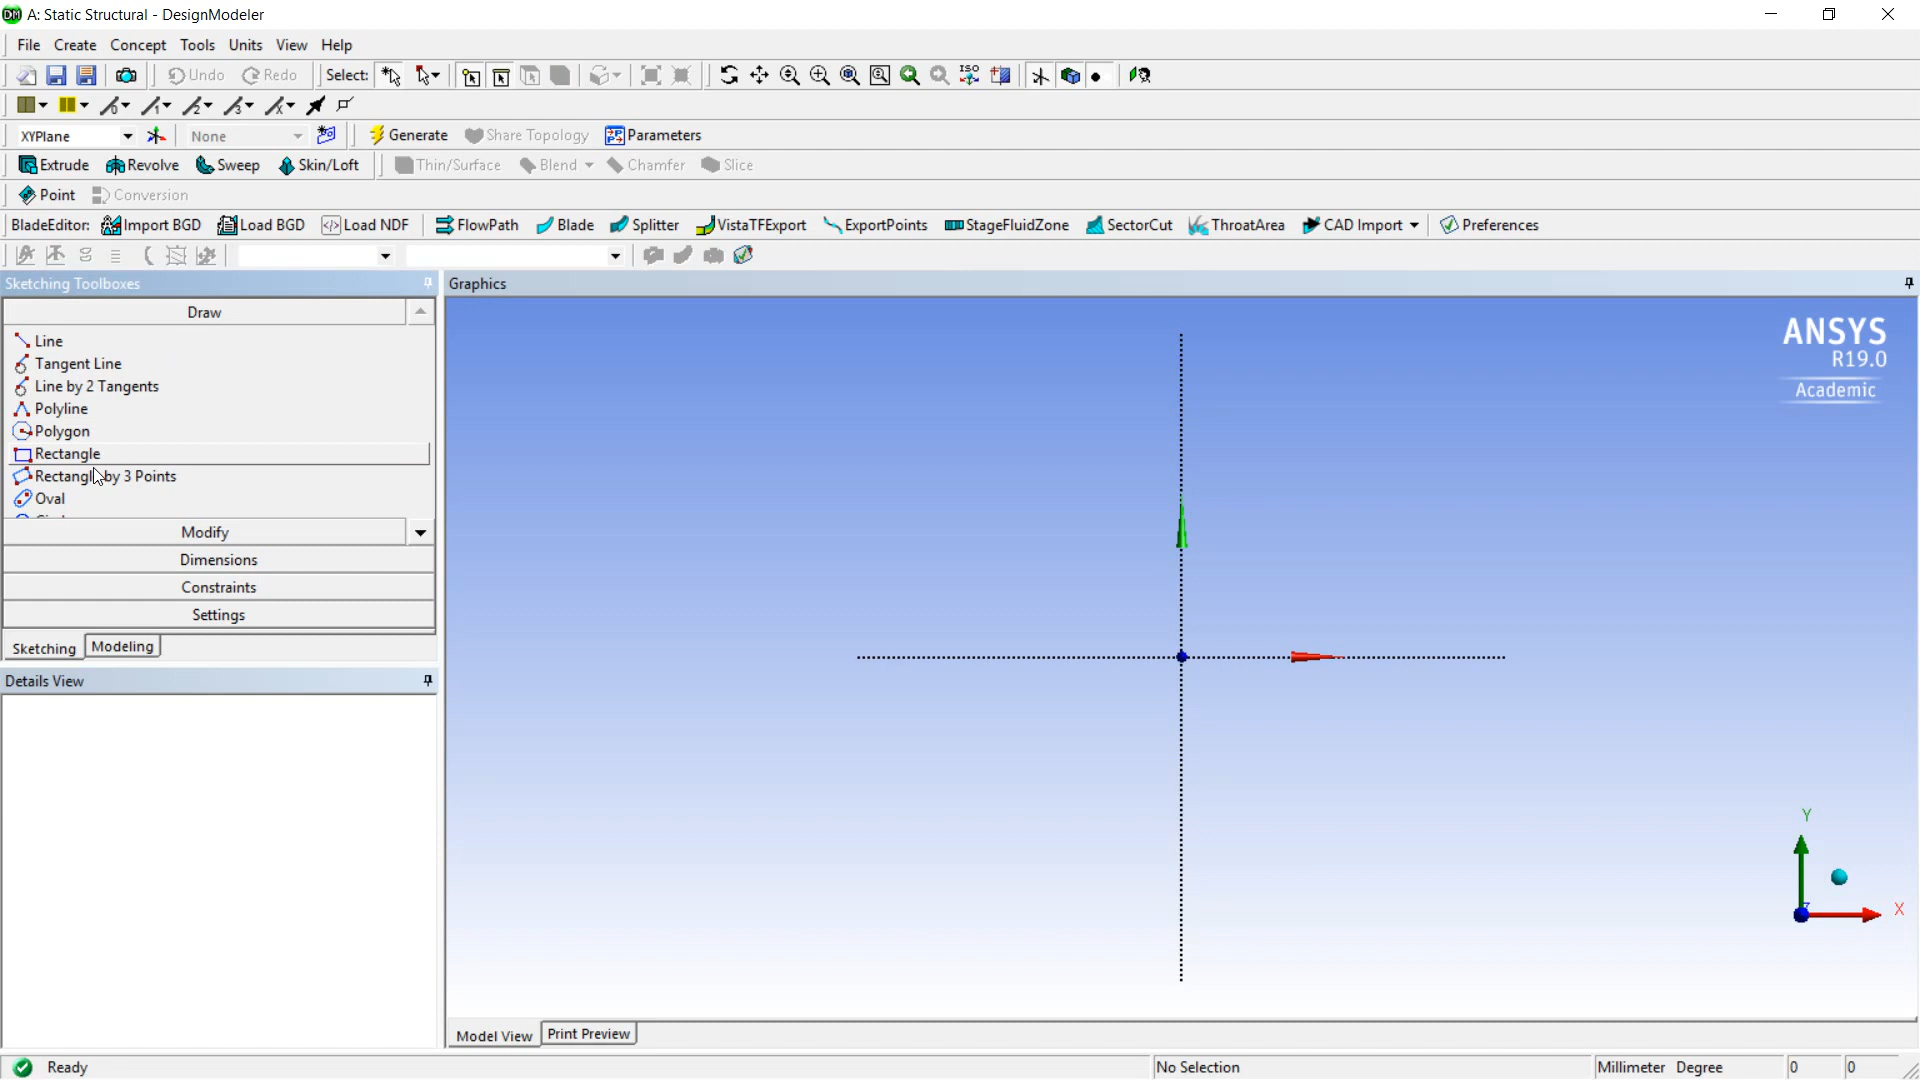 DM A: Static Structural - DesignModeler
File Create Concept Tools Units View Help
Undo Redo Select: ISO
XYPlane None Generate Share Topology Parameters
Extrude Revolve Sweep Skin/Loft Thin/Surface Blend Chamfer Slice
Point Conversion
BladeEditor: Import BGD Load BGD Load NDF FlowPath Blade Splitter VistaTFExport ExportPoints StageFluidZone SectorCut ThroatArea CAD Import Preferences
Sketching Toolboxes
Draw
Line
Tangent Line
Line by 2 Tangents
Polyline
Polygon
Rectangle
Rectangle by 3 Points
Oval
Modify
Dimensions
Constraints
Settings
Sketching Modeling
Details View
Graphics
ANSYS
R19.0
Academic
Y
X
Model View Print Preview
Ready
No Selection
Millimeter Degree 0 0